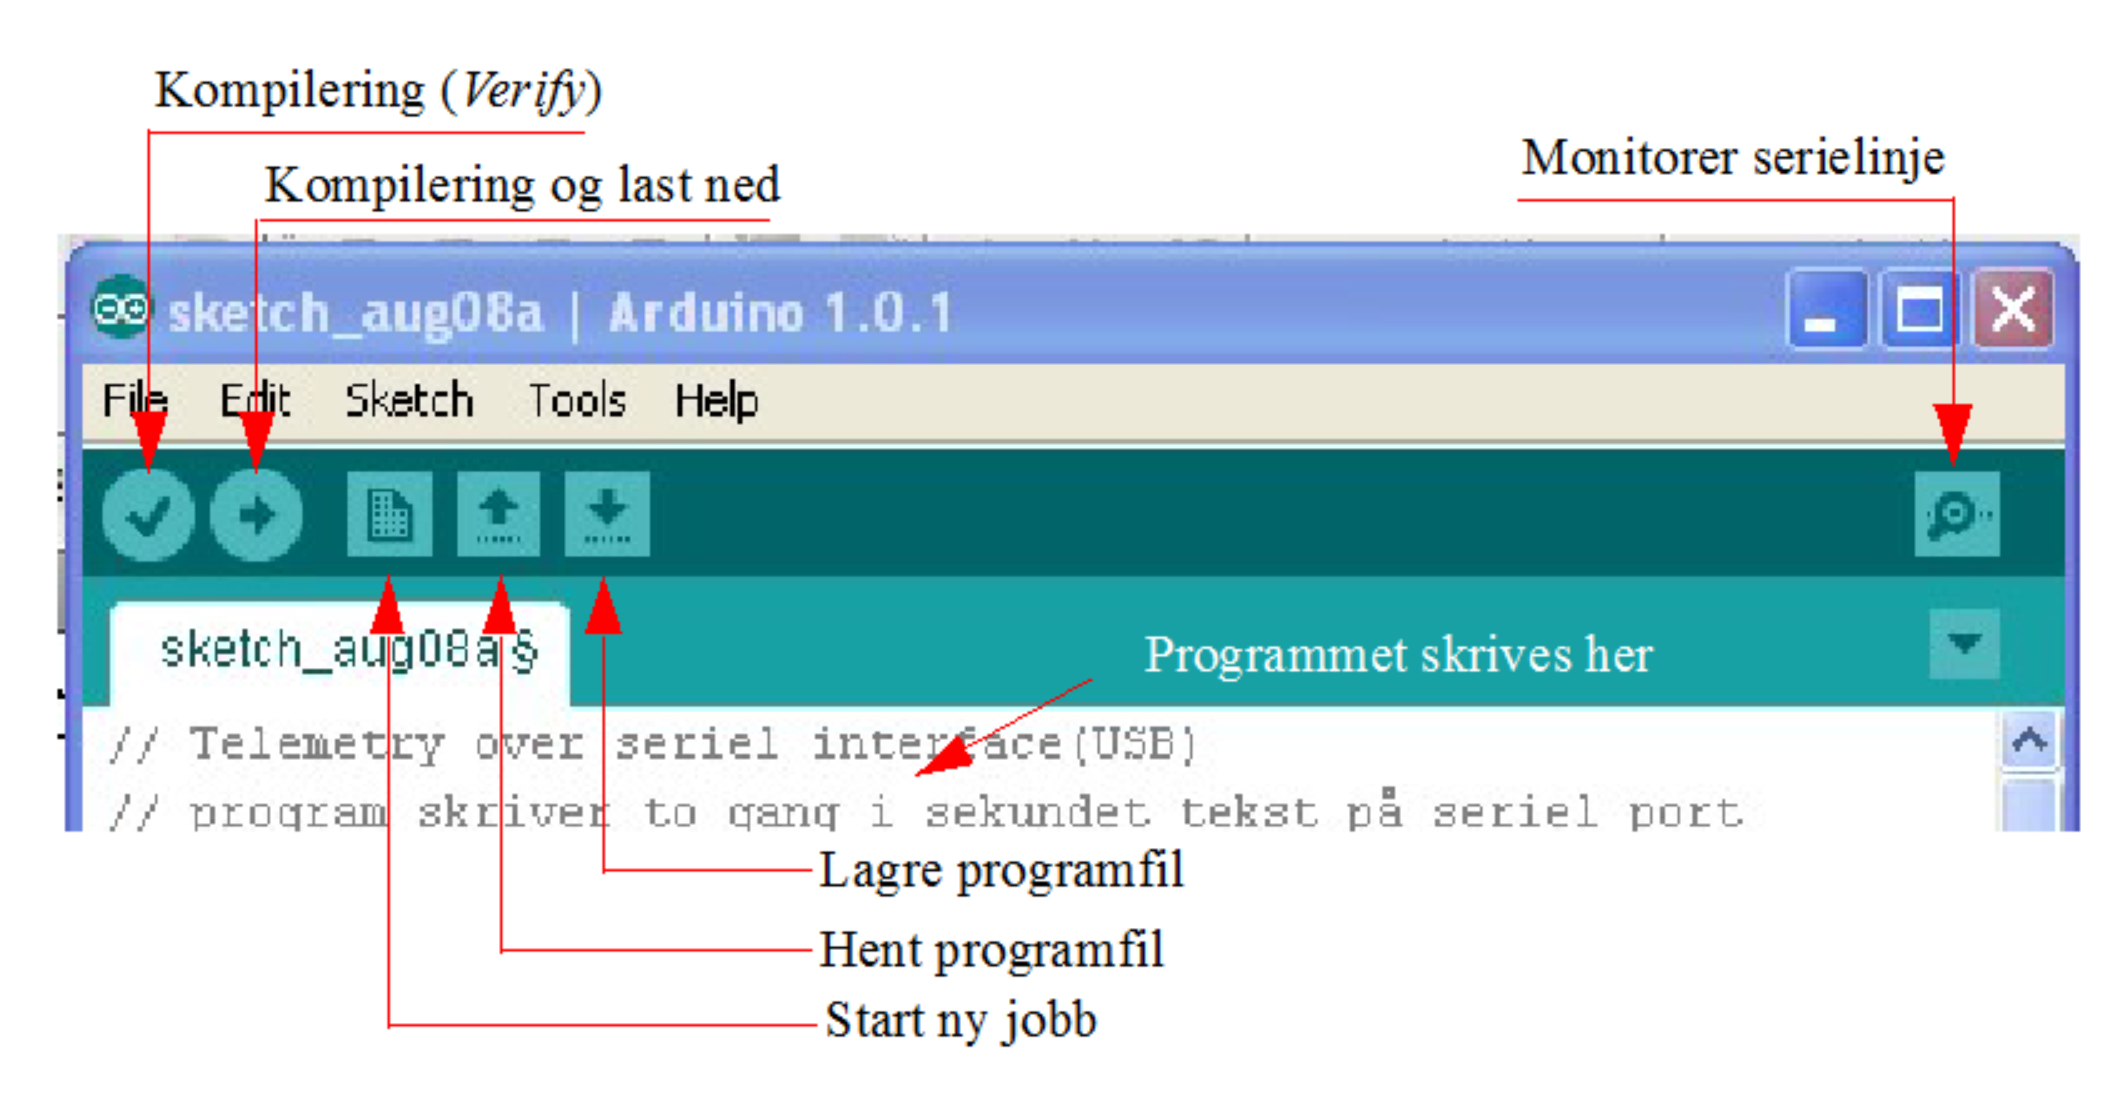 Kompilering (Verify)
Kompilering og last ned
Monitorer serielinje
sketch_aug08a | Arduino 1.0.1
File Edit Sketch Tools Help
sketch_aug08a §
Programmet skrives her
// Telemetry over seriel interface(USB)
// program skriver to gang i sekundet tekst på seriel port
Lagre programfil
Hent programfil
Start ny jobb